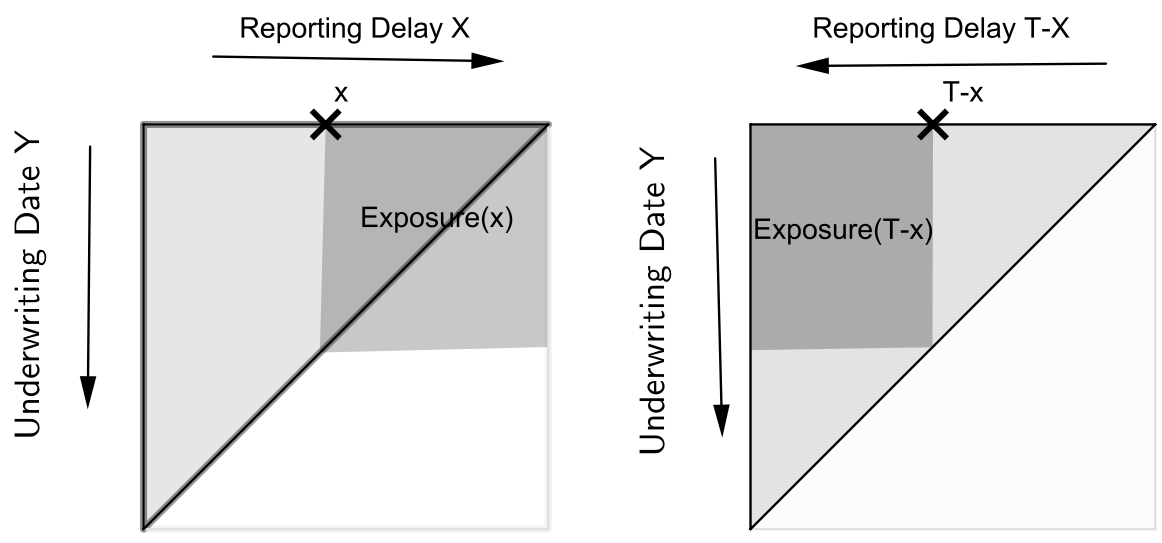 Reporting Delay X
x
Underwriting Date Y
Exposure(x)
Reporting Delay T-X
T-x
Underwriting Date Y
Exposure(T-x)